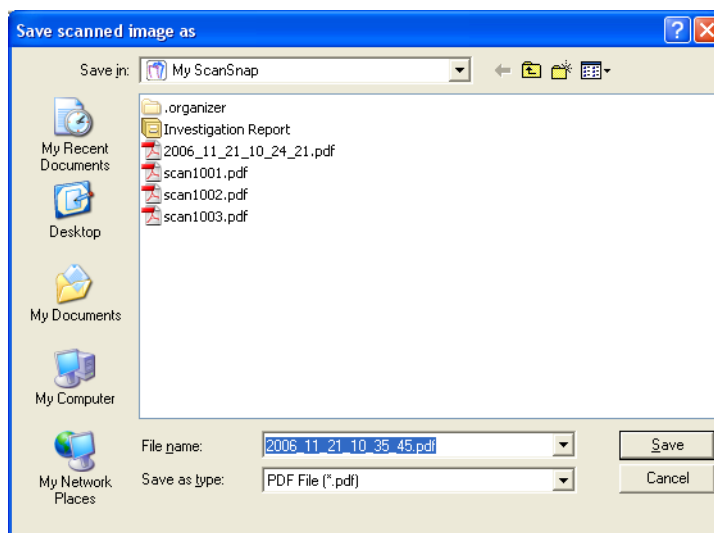 Save scanned image as
Save in:
My ScanSnap
My Recent
Documents
Desktop
My Documents
My Computer
My Network
Places
.organizer
Investigation Report
2006_11_21_10_24_21.pdf
scan1001.pdf
scan1002.pdf
scan1003.pdf
File name:
2006_11_21_10_35_45.pdf
Save
Save as type:
PDF File (*.pdf)
Cancel